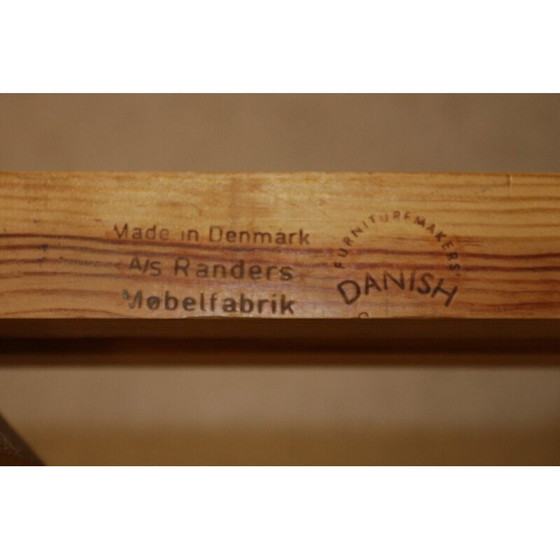 Made in Denmark
A/S Randers
Møbelfabrik
FURNITUREMAKERS'
DANISH